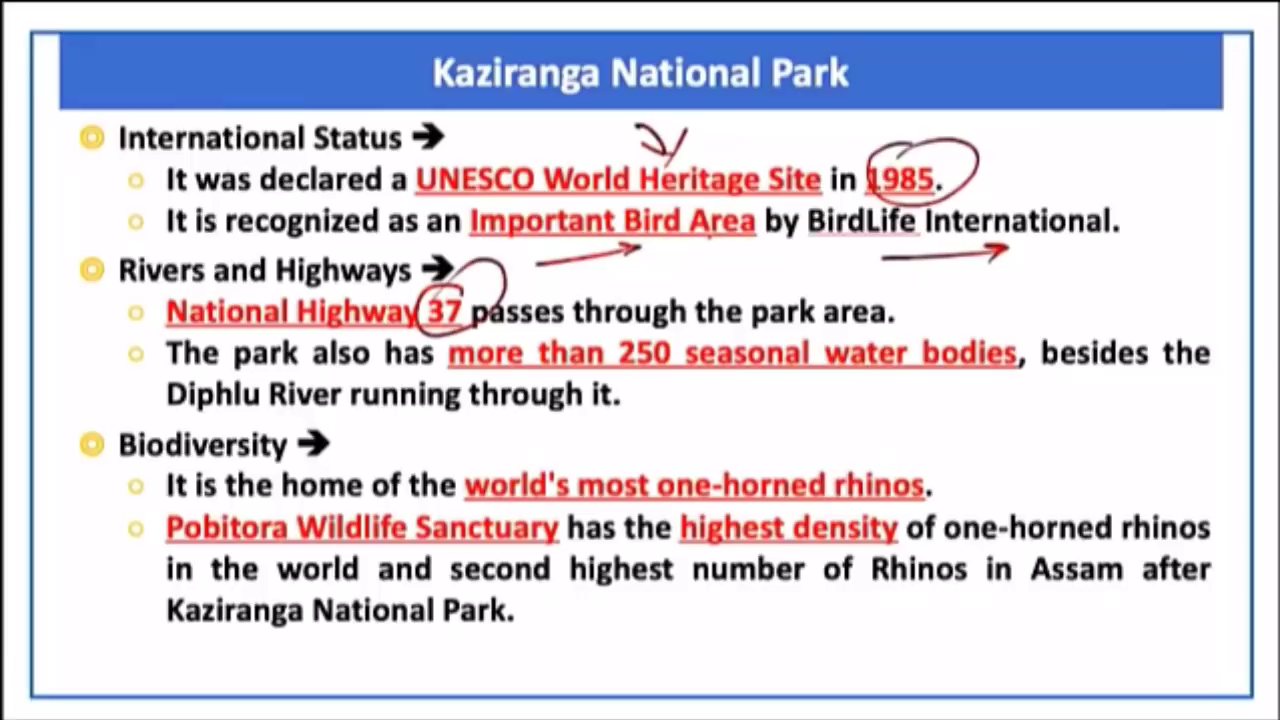 Kaziranga National Park
International Status ➔
It was declared a UNESCO World Heritage Site in 1985.
It is recognized as an Important Bird Area by BirdLife International.
Rivers and Highways ➔
National Highway 37 passes through the park area.
The park also has more than 250 seasonal water bodies, besides the
Diphlu River running through it.
Biodiversity ➔
It is the home of the world's most one-horned rhinos.
Pobitora Wildlife Sanctuary has the highest density of one-horned rhinos
in the world and second highest number of Rhinos in Assam after
Kaziranga National Park.